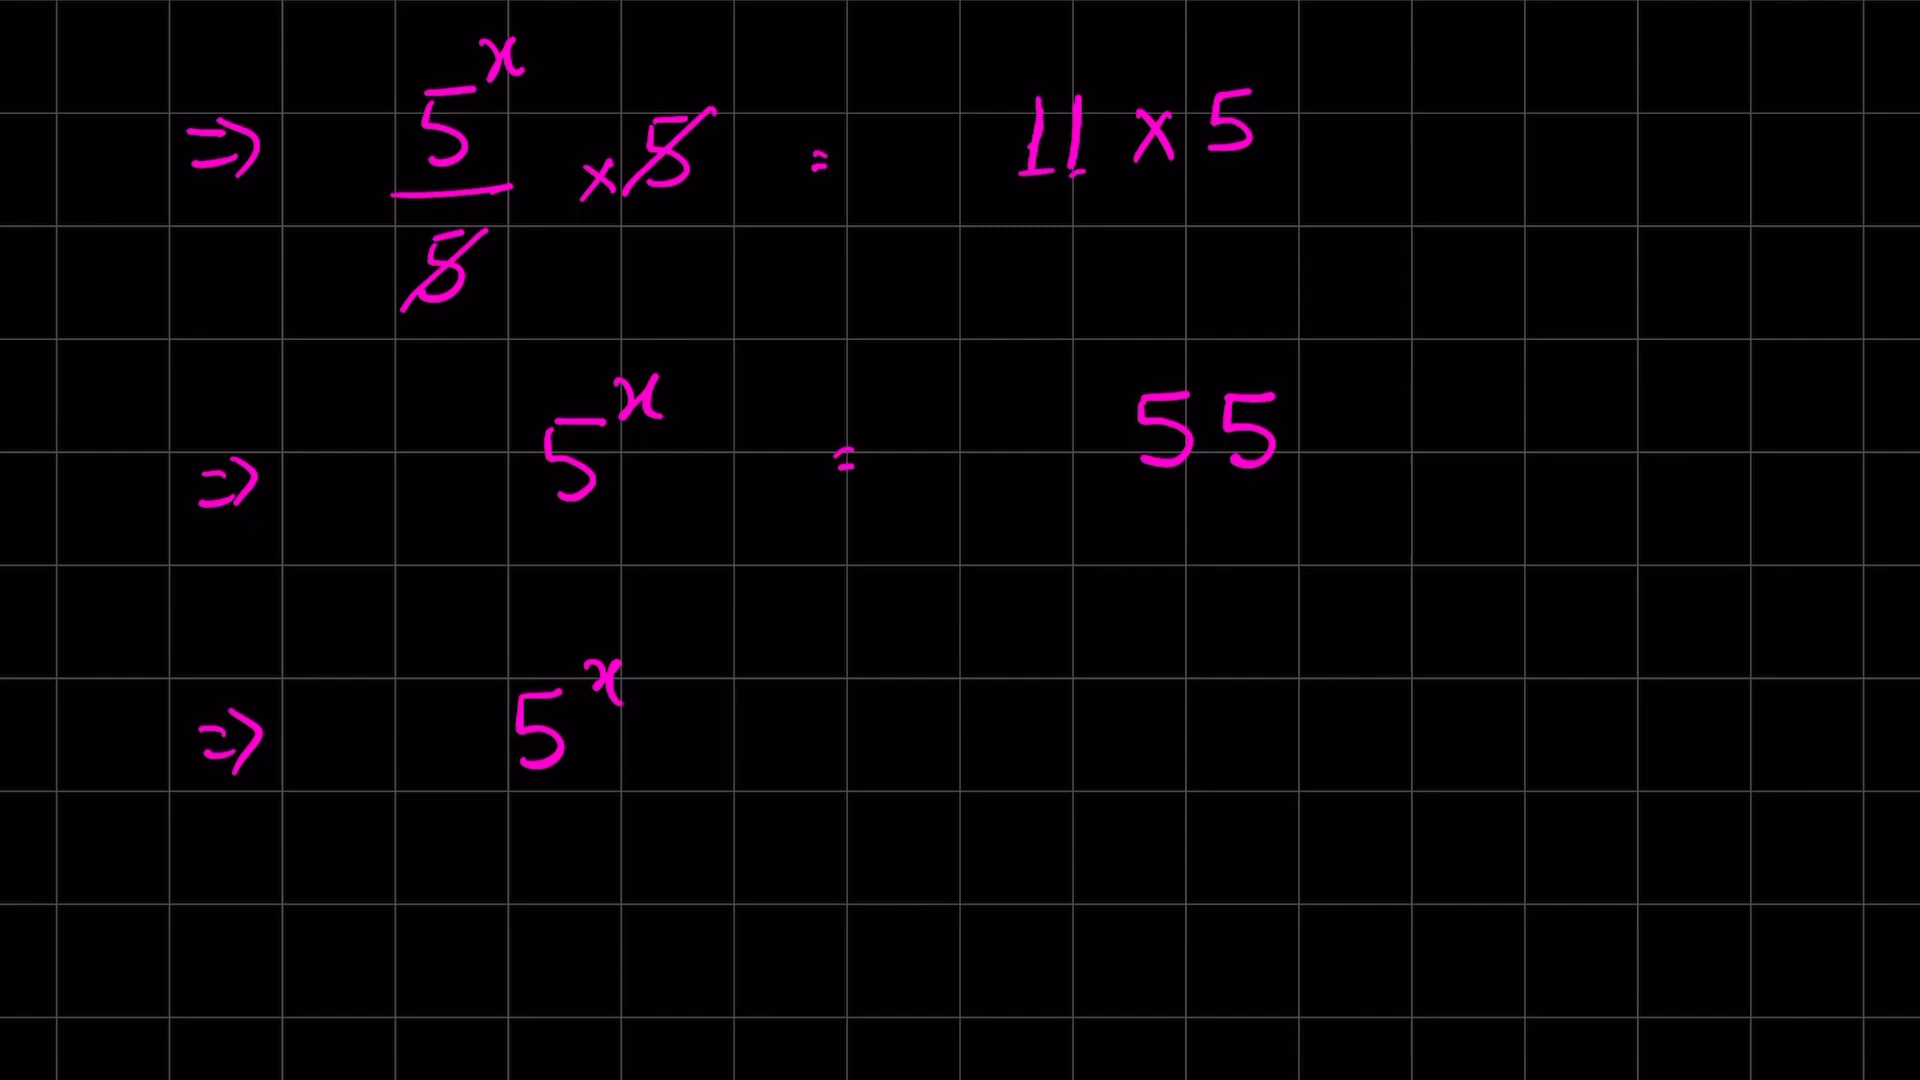 ⇒ 5^x / 5 × 5 = 11 × 5
⇒ 5^x = 55
⇒ 5^x